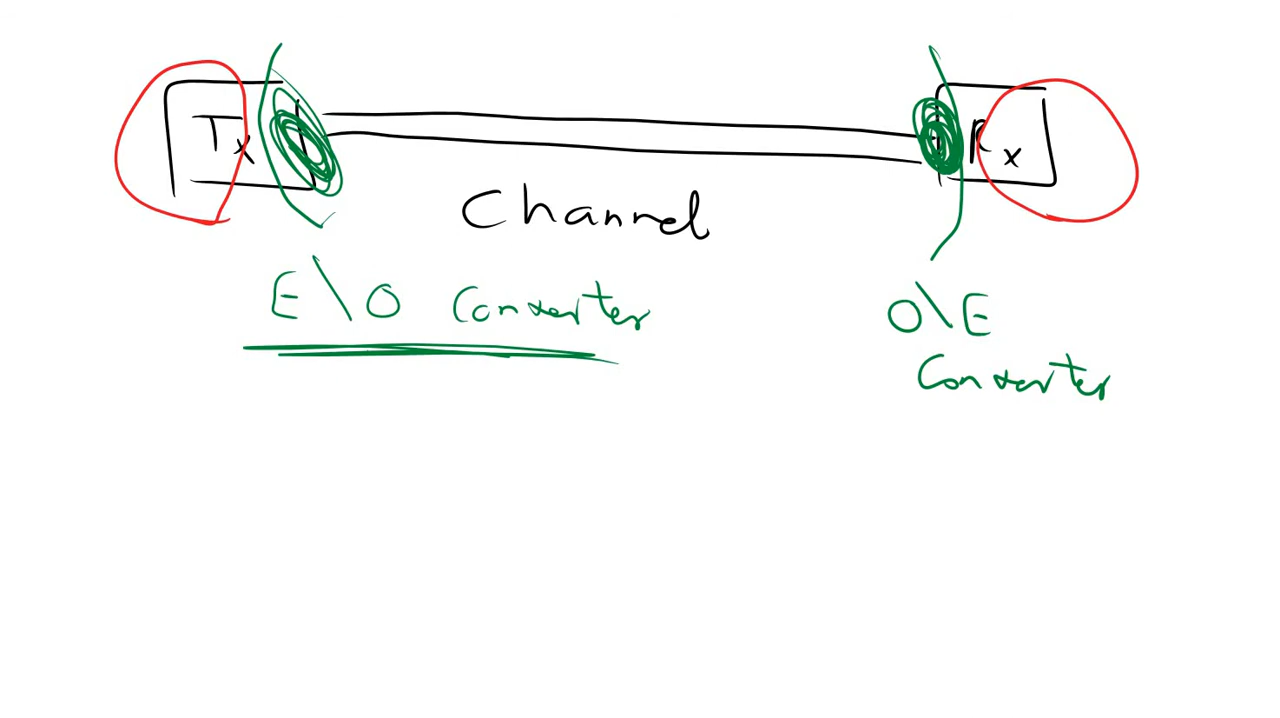 Tx Rx
Channel
E\O Converter
O\E
Converter